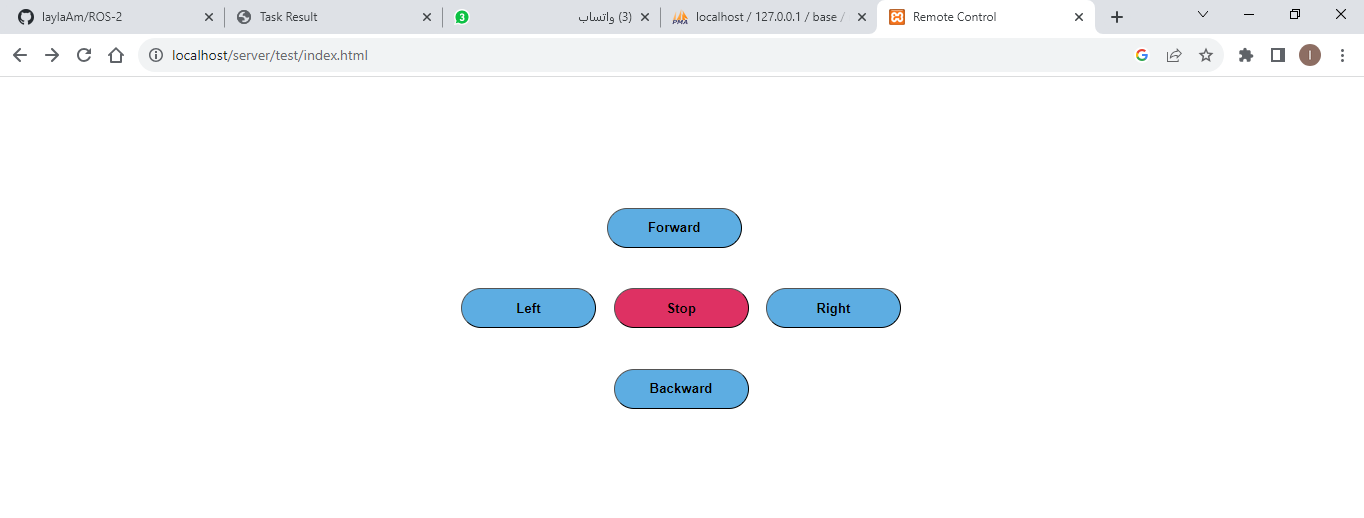 laylaAm/ROS-2
Task Result
3
(3) واتساب
PMA
localhost / 127.0.0.1 / base /
Remote Control
localhost/server/test/index.html
G
I
Forward
Left
Stop
Right
Backward